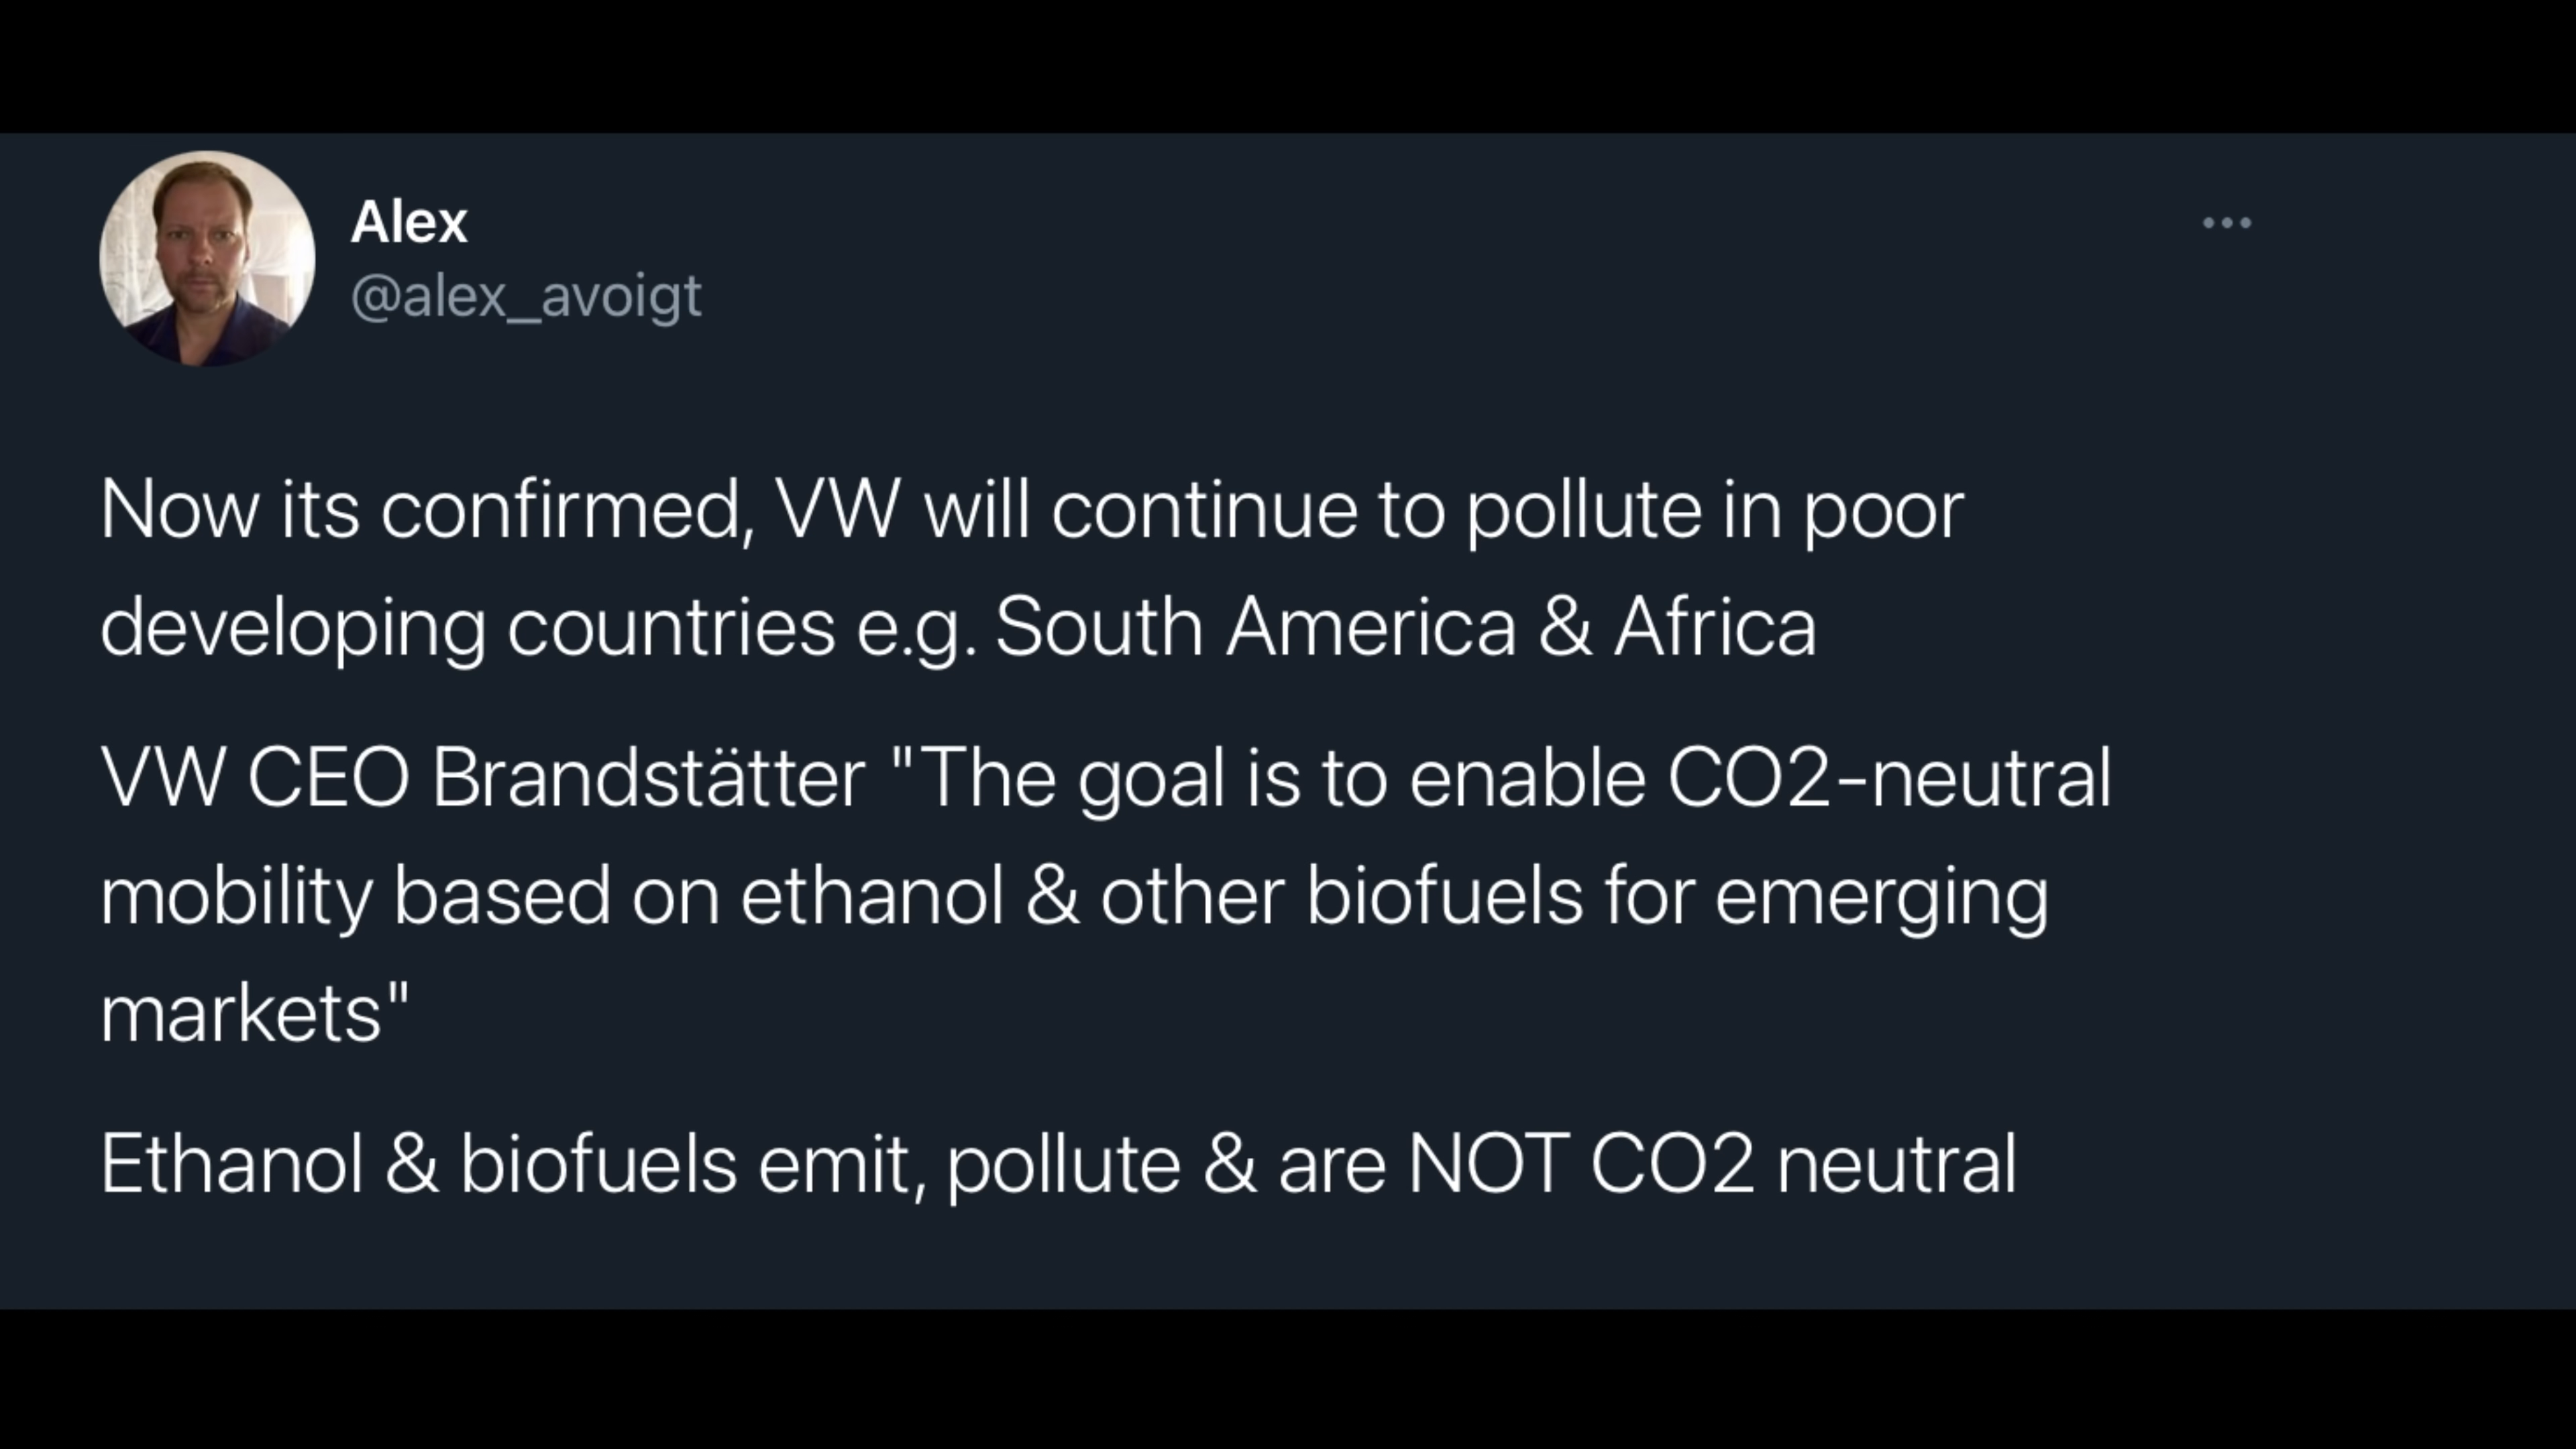 Alex
@alex_avoigt
Now its confirmed, VW will continue to pollute in poor
developing countries e.g. South America & Africa
VW CEO Brandstätter "The goal is to enable CO2-neutral
mobility based on ethanol & other biofuels for emerging
markets"
Ethanol & biofuels emit, pollute & are NOT CO2 neutral